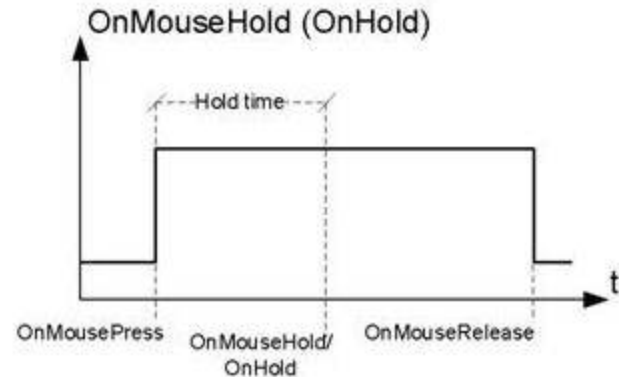 OnMouseHold (OnHold)
Hold time
t
OnMousePress
OnMouseHold/
OnHold
OnMouseRelease